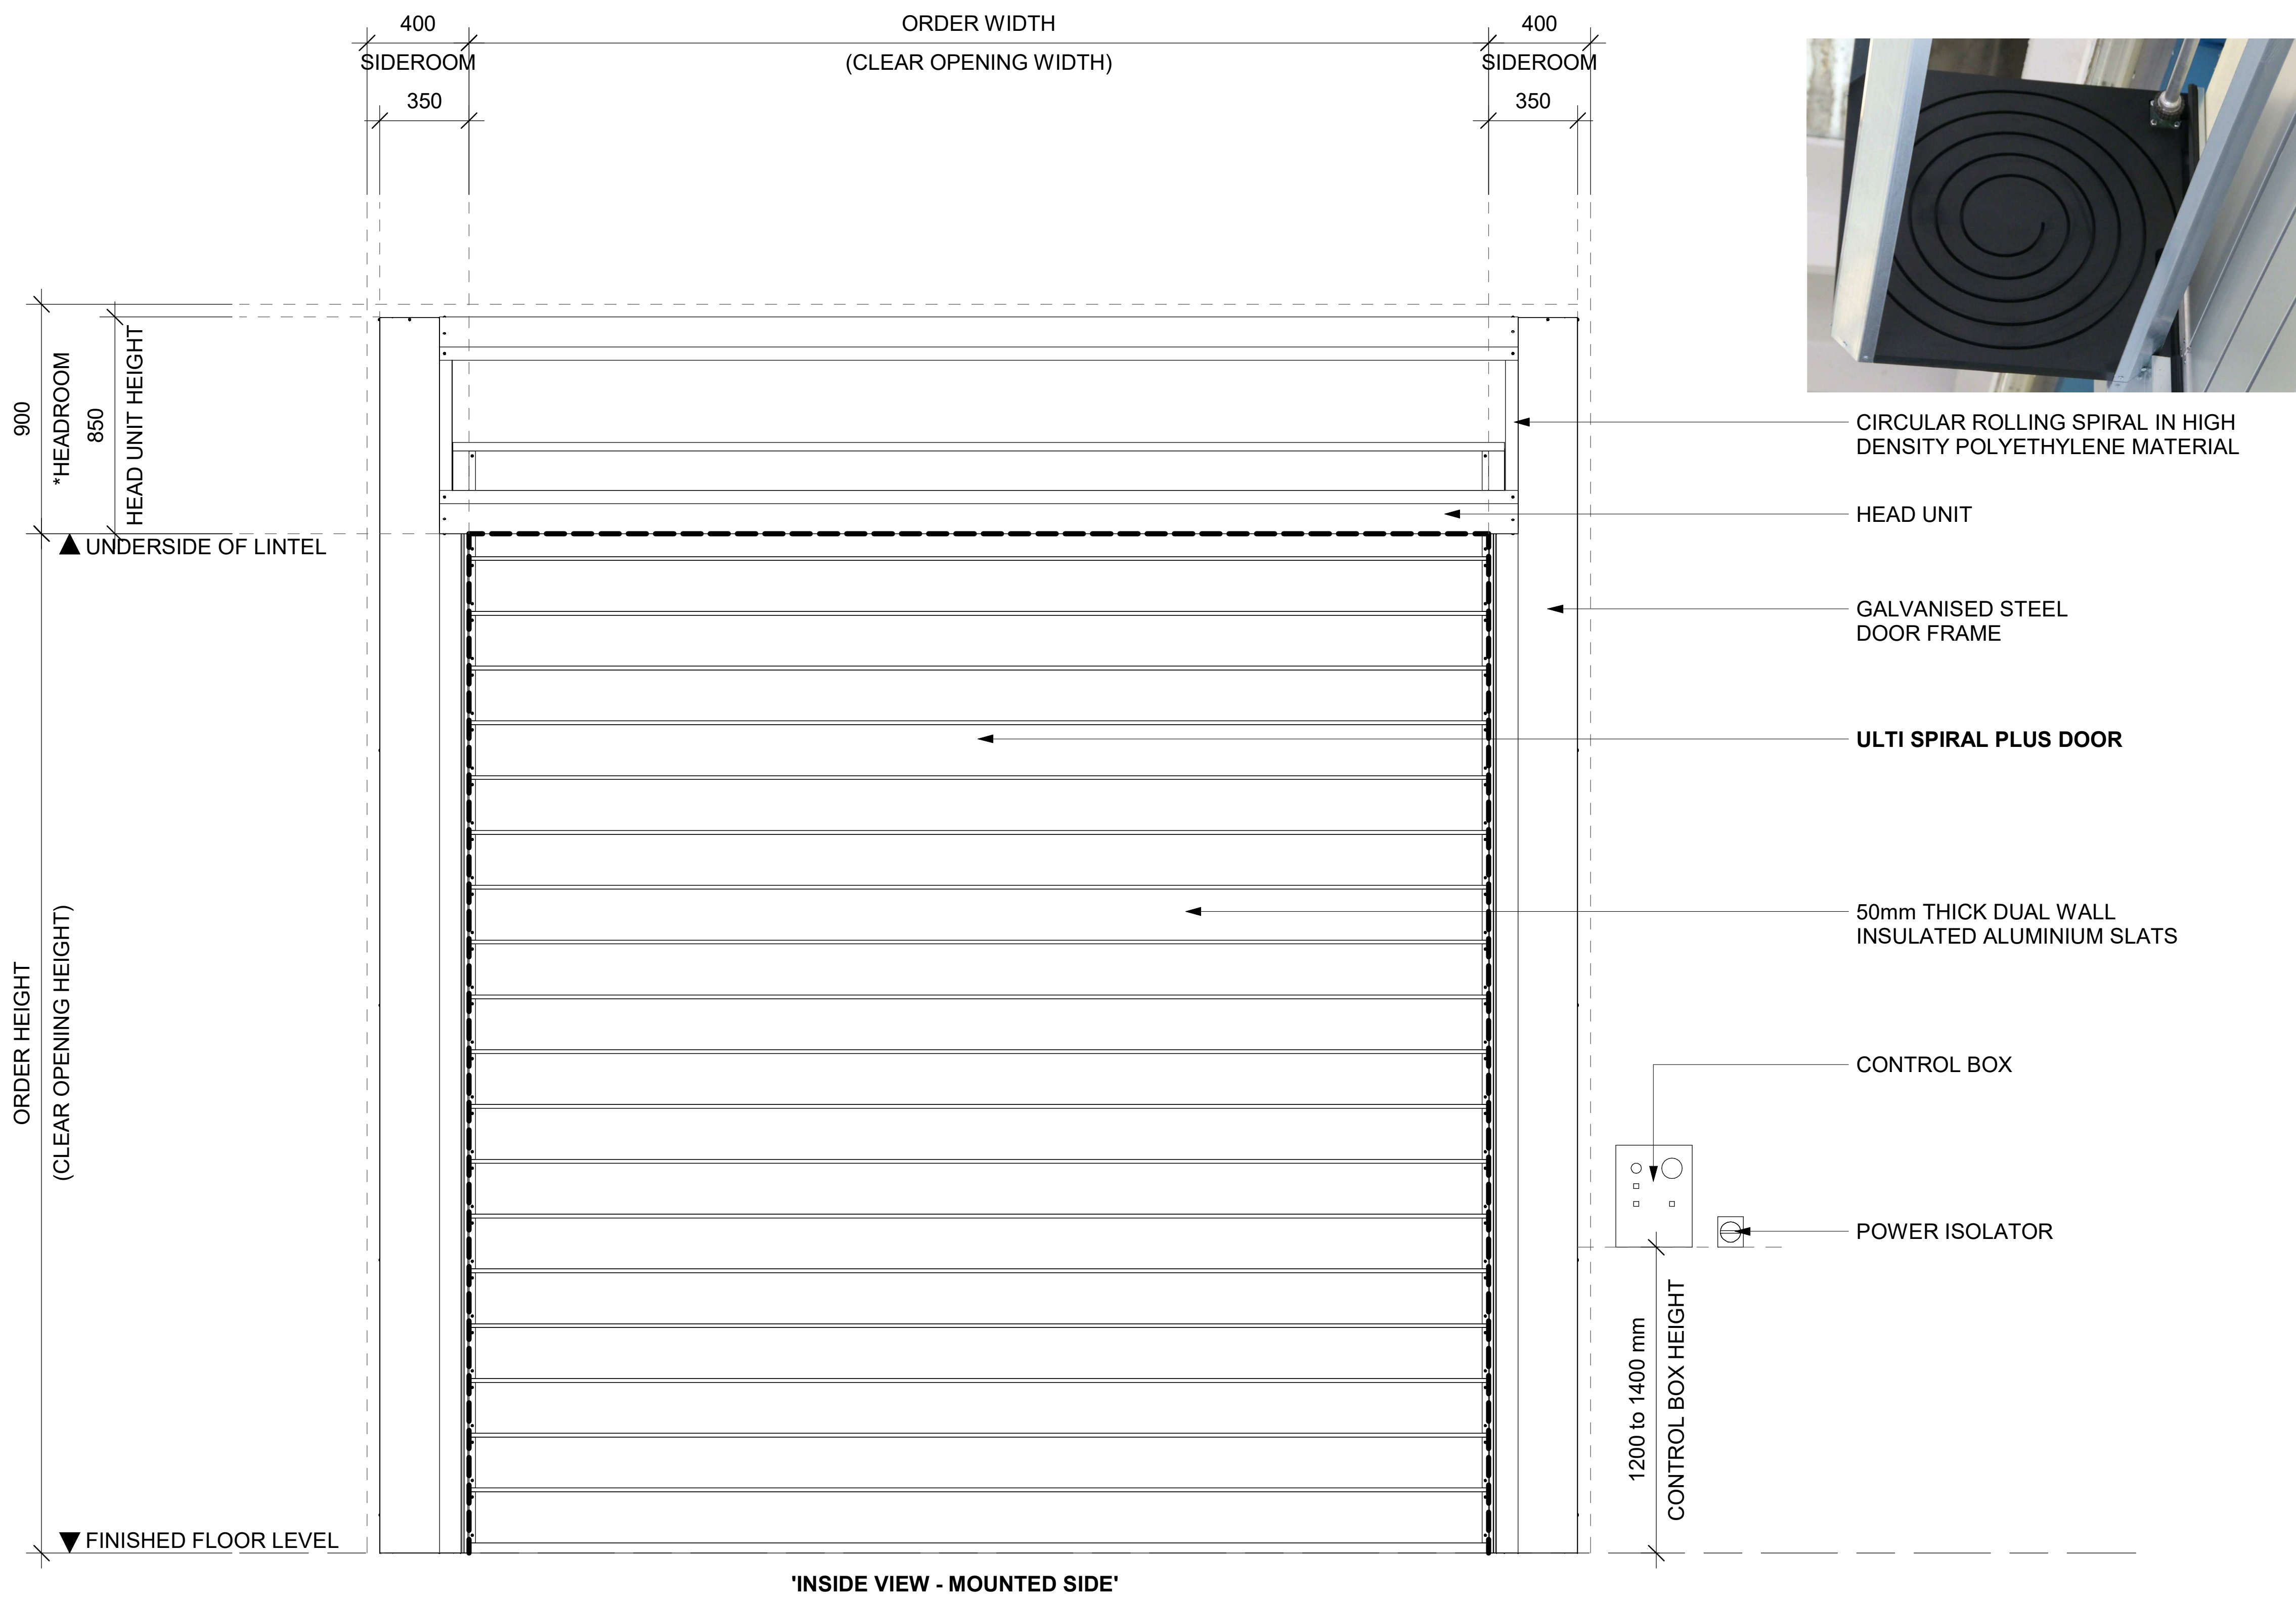 400
ORDER WIDTH
400
SIDEROOM
(CLEAR OPENING WIDTH)
SIDEROOM
350
350
900
*HEADROOM
850
HEAD UNIT HEIGHT
CIRCULAR ROLLING SPIRAL IN HIGH
DENSITY POLYETHYLENE MATERIAL
HEAD UNIT
UNDERSIDE OF LINTEL
GALVANISED STEEL
DOOR FRAME
ULTI SPIRAL PLUS DOOR
50mm THICK DUAL WALL
INSULATED ALUMINIUM SLATS
ORDER HEIGHT
(CLEAR OPENING HEIGHT)
CONTROL BOX
POWER ISOLATOR
1200 to 1400 mm
CONTROL BOX HEIGHT
FINISHED FLOOR LEVEL
'INSIDE VIEW - MOUNTED SIDE'